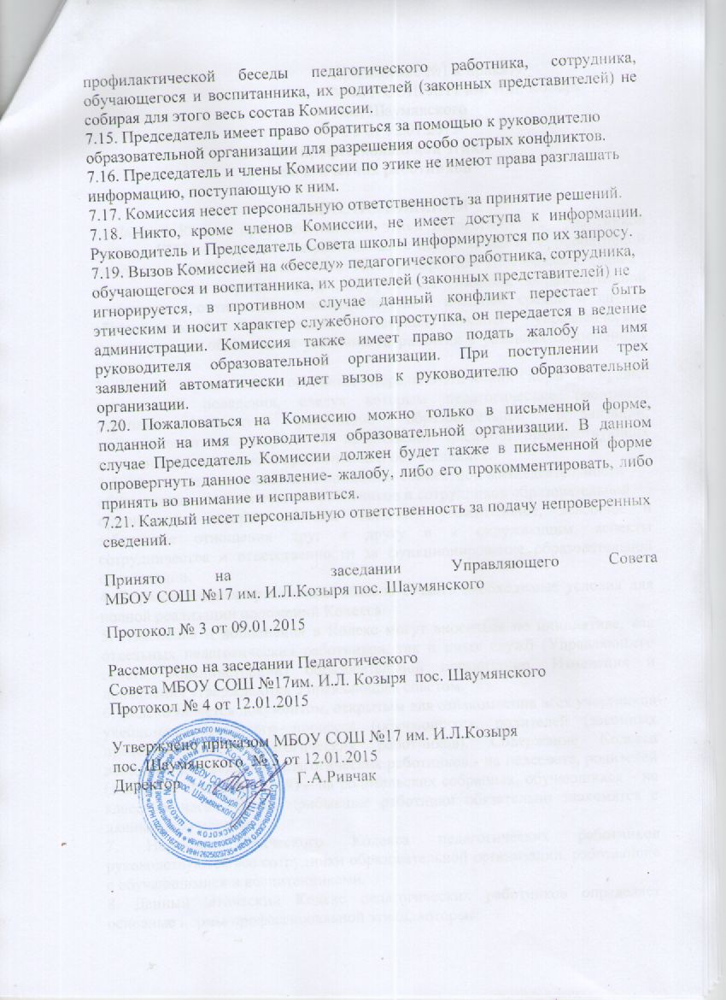 профилактической беседы педагогического работника, сотрудника,
обучающегося и воспитанника, их родителей (законных представителей) не
собирая для этого весь состав Комиссии.
7.15. Председатель имеет право обратиться за помощью к руководителю
образовательной организации для разрешения особо острых конфликтов.
7.16. Председатель и члены Комиссии по этике не имеют права разглашать
информацию, поступающую к ним.
7.17. Комиссия несет персональную ответственность за принятие решений.
7.18. Никто, кроме членов Комиссии, не имеет доступа к информации.
Руководитель и Председатель Совета школы информируются по их запросу.
7.19. Вызов Комиссией на «беседу» педагогического работника, сотрудника,
обучающегося и воспитанника, их родителей (законных представителей) не
игнорируется, в противном случае данный конфликт перестает быть
этическим и носит характер служебного проступка, он передается в ведение
администрации. Комиссия также имеет право подать жалобу на имя
руководителя образовательной организации. При поступлении трех
заявлений автоматически идет вызов к руководителю образовательной
организации.
7.20. Пожаловаться на Комиссию можно только в письменной форме,
поданной на имя руководителя образовательной организации. В данном
случае Председатель Комиссии должен будет также в письменной форме
опровергнуть данное заявление- жалобу, либо его прокомментировать, либо
принять во внимание и исправиться.
7.21. Каждый несет персональную ответственность за подачу непроверенных
сведений.
Принято на заседании Управляющего Совета
МБОУ СОШ №17 им. И.Л.Козыря пос. Шаумянского
Протокол № 3 от 09.01.2015
Рассмотрено на заседании Педагогического
Совета МБОУ СОШ №17им. И.Л. Козыря пос. Шаумянского
Протокол № 4 от 12.01.2015
Утверждено приказом МБОУ СОШ №17 им. И.Л.Козыря
пос. Шаумянского № 3 от 12.01.2015
Директор Г.А.Ривчак
МБОУ СОШ № 17
им. И.Л. Козыря
пос. Шаумянского